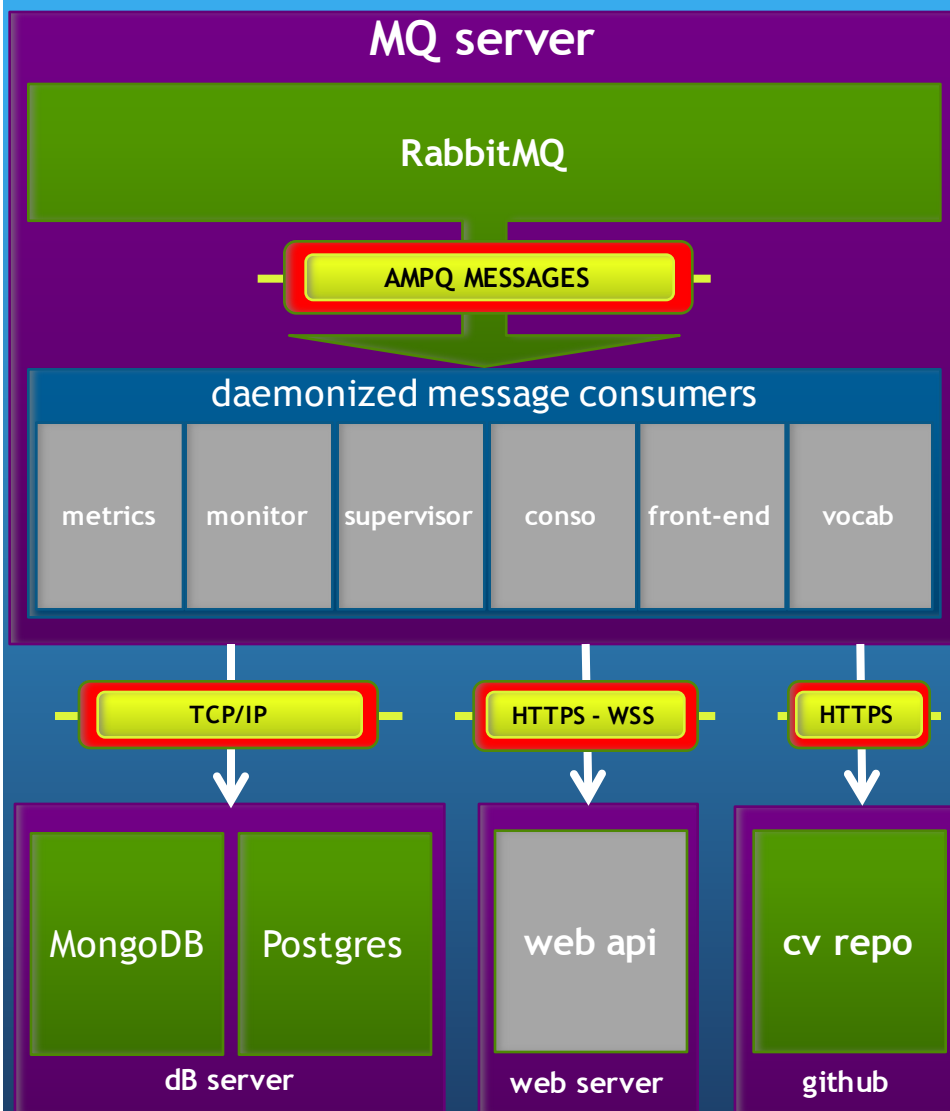 MQ server
RabbitMQ
AMPQ MESSAGES
daemonized message consumers
metrics
monitor
supervisor
conso
front-end
vocab
TCP/IP
HTTPS - WSS
HTTPS
MongoDB
Postgres
web api
cv repo
dB server
web server
github